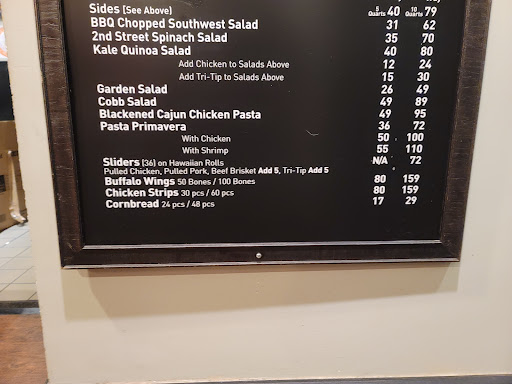 Sides (See Above) 5 Quarts 40 10 Quarts 79
BBQ Chopped Southwest Salad 31 62
2nd Street Spinach Salad 35 70
Kale Quinoa Salad 40 80
Add Chicken to Salads Above 12 24
Add Tri-Tip to Salads Above 15 30
Garden Salad 26 49
Cobb Salad 49 89
Blackened Cajun Chicken Pasta 49 95
Pasta Primavera 36 72
With Chicken 50 100
With Shrimp 55 110
Sliders (36) on Hawaiian Rolls N/A 72
Pulled Chicken, Pulled Pork, Beef Brisket Add 5, Tri-Tip Add 5
Buffalo Wings 50 Bones / 100 Bones 80 159
Chicken Strips 30 pcs / 60 pcs 80 159
Cornbread 24 pcs / 48 pcs 17 29